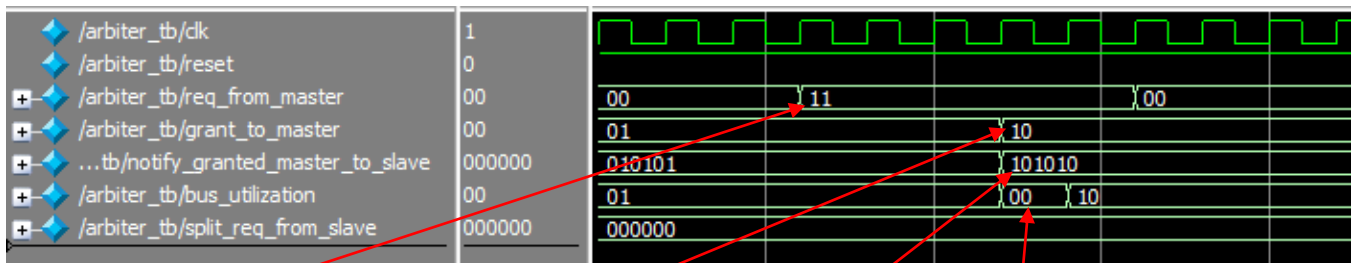 /arbiter_tb/clk 1
/arbiter_tb/reset 0
/arbiter_tb/req_from_master 00 00 11 00
/arbiter_tb/grant_to_master 00 01 10
...tb/notify_granted_master_to_slave 000000 010101 101010
/arbiter_tb/bus_utilization 00 01 00 10
/arbiter_tb/split_req_from_slave 000000 000000